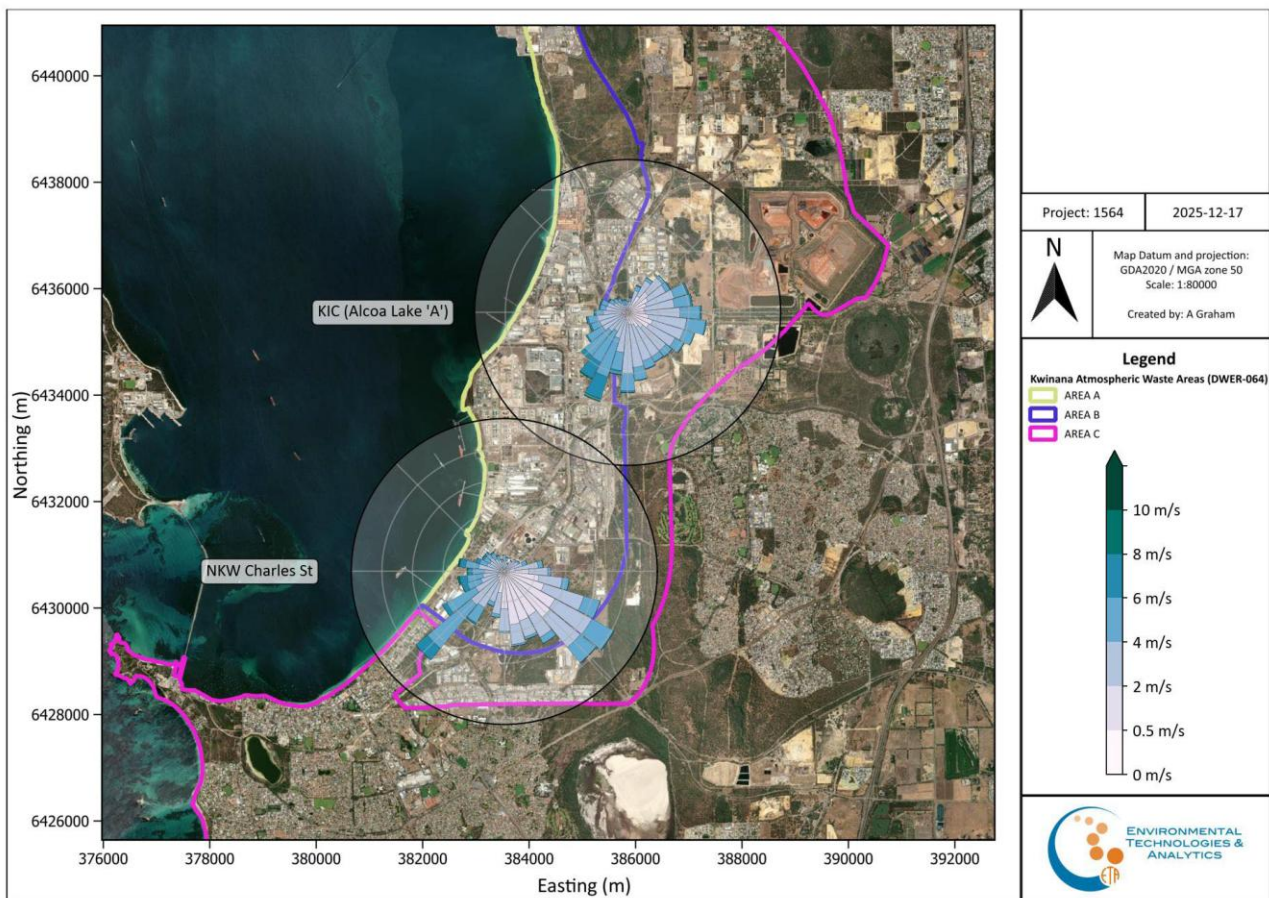 6440000
6438000
6436000
6434000
6432000
6430000
6428000
6426000
Northing (m)
376000
378000
380000
382000
384000
386000
388000
390000
392000
Easting (m)
KIC (Alcoa Lake 'A')
NKW Charles St
Project: 1564
2025-12-17
N
Map Datum and projection:
GDA2020 / MGA zone 50
Scale: 1:80000
Created by: A Graham
Legend
Kwinana Atmospheric Waste Areas (DWER-064)
AREA A
AREA B
AREA C
10 m/s
8 m/s
6 m/s
4 m/s
2 m/s
0.5 m/s
0 m/s
ENVIRONMENTAL
TECHNOLOGIES &
ANALYTICS
ETA